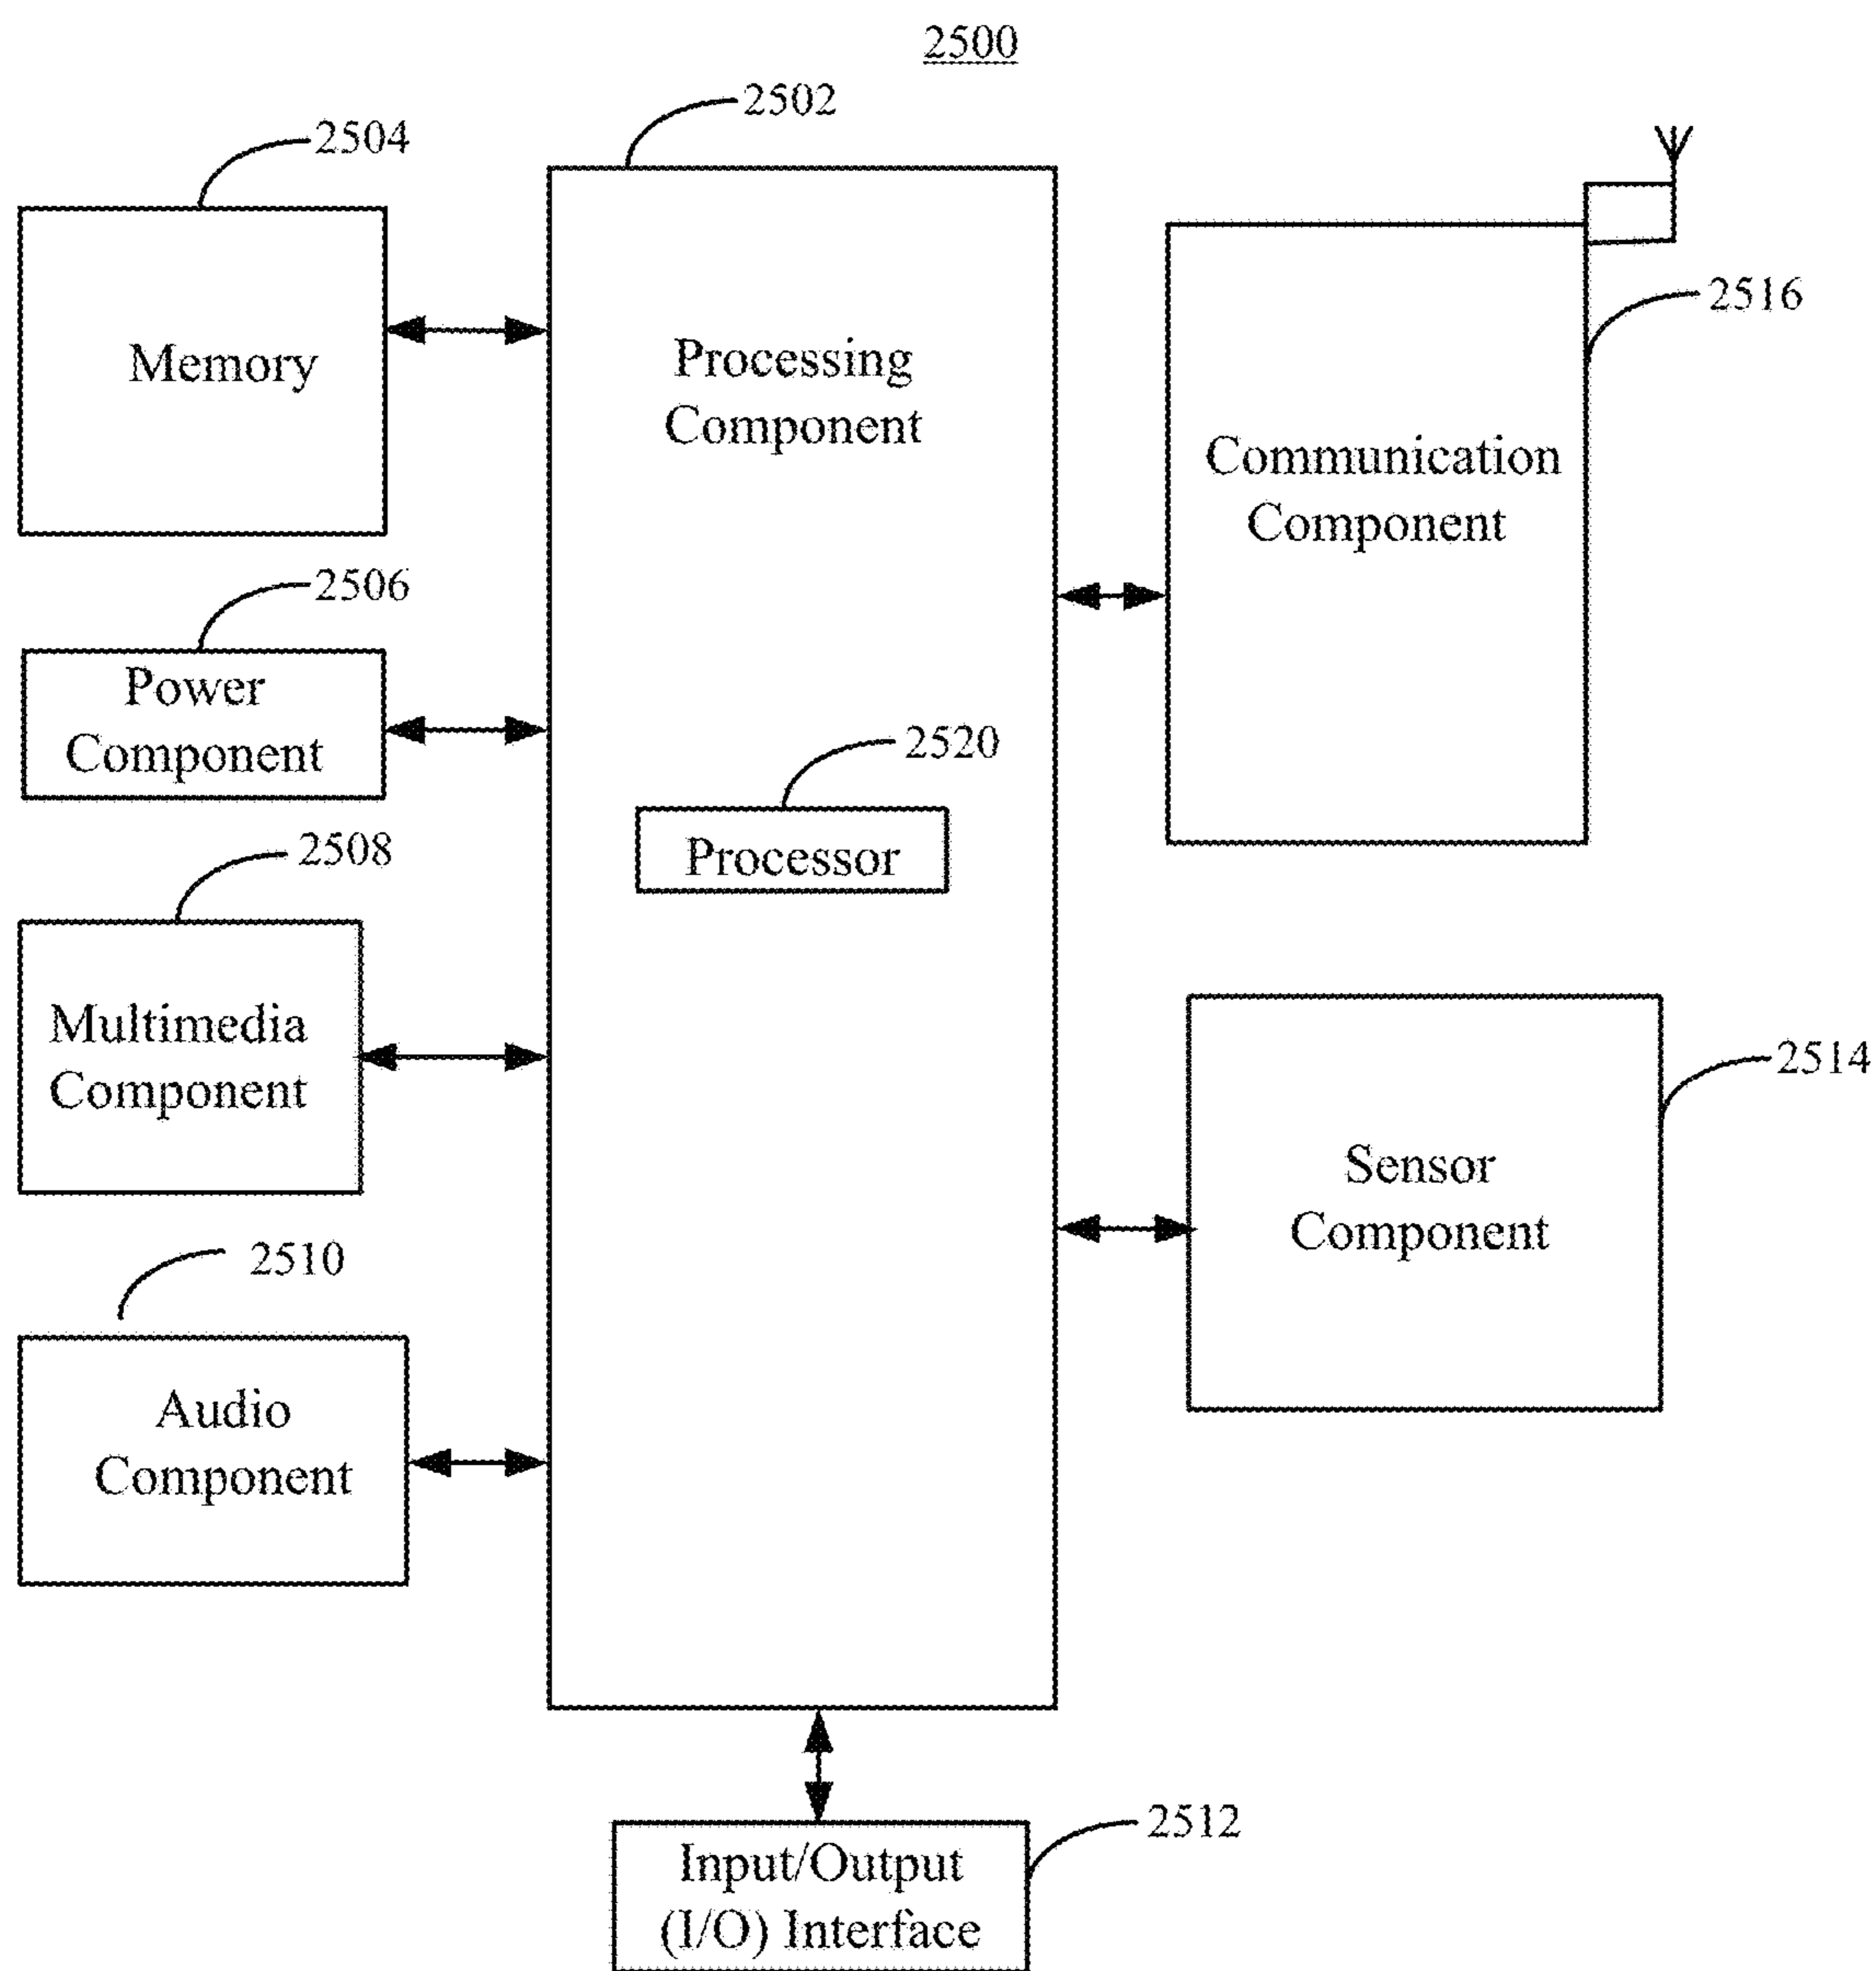 2500
2502
2504
Memory
Processing
Component
2516
Communication
Component
2506
Power
Component
2520
Processor
2508
Multimedia
Component
2514
Sensor
Component
2510
Audio
Component
2512
Input/Output
(I/O) Interface